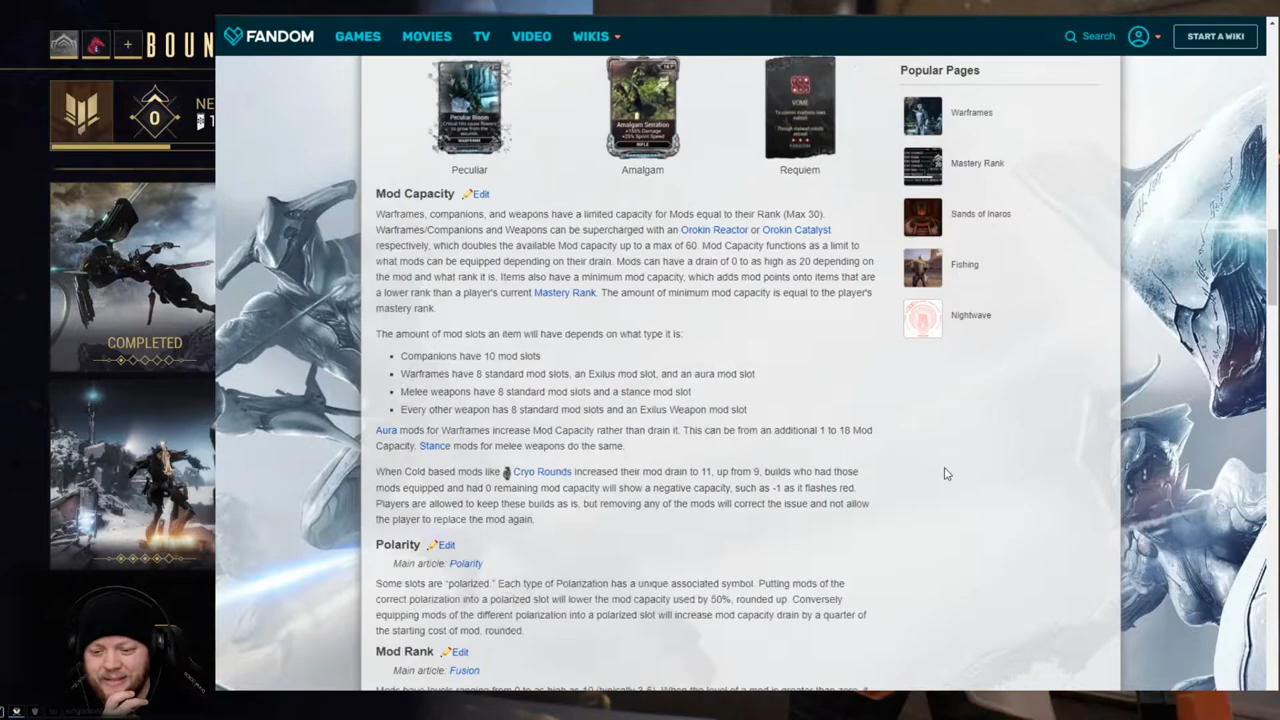 BOUN
FANDOM
GAMES
MOVIES
TV
VIDEO
WIKIS
Search
START A WIKI
NE
0
1
COMPLETED
Peculiar Bloom
Amalgam Serration
+155% Damage
+25% Sprint Speed
RIFLE
VOME
Peculiar
Amalgam
Requiem
Mod Capacity Edit
Warframes, companions, and weapons have a limited capacity for Mods equal to their Rank (Max 30).
Warframes/Companions and Weapons can be supercharged with an Orokin Reactor or Orokin Catalyst
respectively, which doubles the available Mod capacity up to a max of 60. Mod Capacity functions as a limit to
what mods can be equipped depending on their drain. Mods can have a drain of 0 to as high as 20 depending on
the mod and what rank it is. Items also have a minimum mod capacity, which adds mod points onto items that are
a lower rank than a player's current Mastery Rank. The amount of minimum mod capacity is equal to the player's
mastery rank.
The amount of mod slots an item will have depends on what type it is:
• Companions have 10 mod slots
• Warframes have 8 standard mod slots, an Exilus mod slot, and an aura mod slot
• Melee weapons have 8 standard mod slots and a stance mod slot
• Every other weapon has 8 standard mod slots and an Exilus Weapon mod slot
Aura mods for Warframes increase Mod Capacity rather than drain it. This can be from an additional 1 to 18 Mod
Capacity. Stance mods for melee weapons do the same.
When Cold based mods like Cryo Rounds increased their mod drain to 11, up from 9, builds who had those
mods equipped and had 0 remaining mod capacity will show a negative capacity, such as -1 as it flashes red.
Players are allowed to keep these builds as is, but removing any of the mods will correct the issue and not allow
the player to replace the mod again.
Polarity Edit
Main article: Polarity
Some slots are "polarized." Each type of Polarization has a unique associated symbol. Putting mods of the
correct polarization into a polarized slot will lower the mod capacity used by 50%, rounded up. Conversely
equipping mods of the different polarization into a polarized slot will increase mod capacity drain by a quarter of
the starting cost of mod, rounded.
Mod Rank Edit
Main article: Fusion
Popular Pages
Warframes
Mastery Rank
Sands of Inaros
Fishing
Nightwave